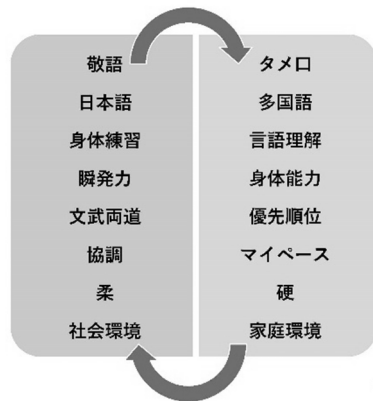 敬語
日本語
身体練習
瞬発力
文武両道
協調
柔
社会環境
タメ口
多国語
言語理解
身体能力
優先順位
マイペース
硬
家庭環境